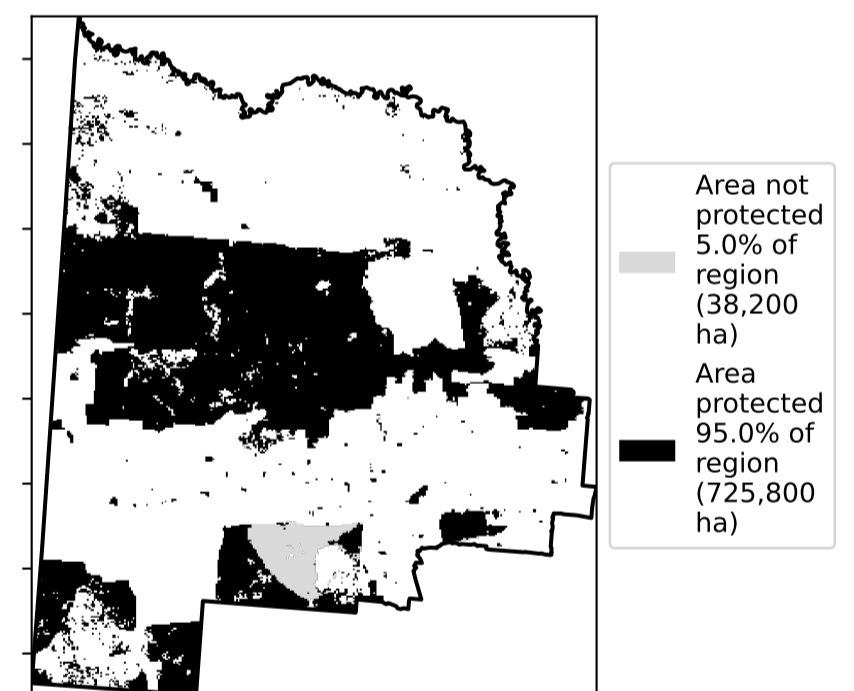 Area not
protected
5.0% of
region
(38,200
ha)
Area
protected
95.0% of
region
(725,800
ha)